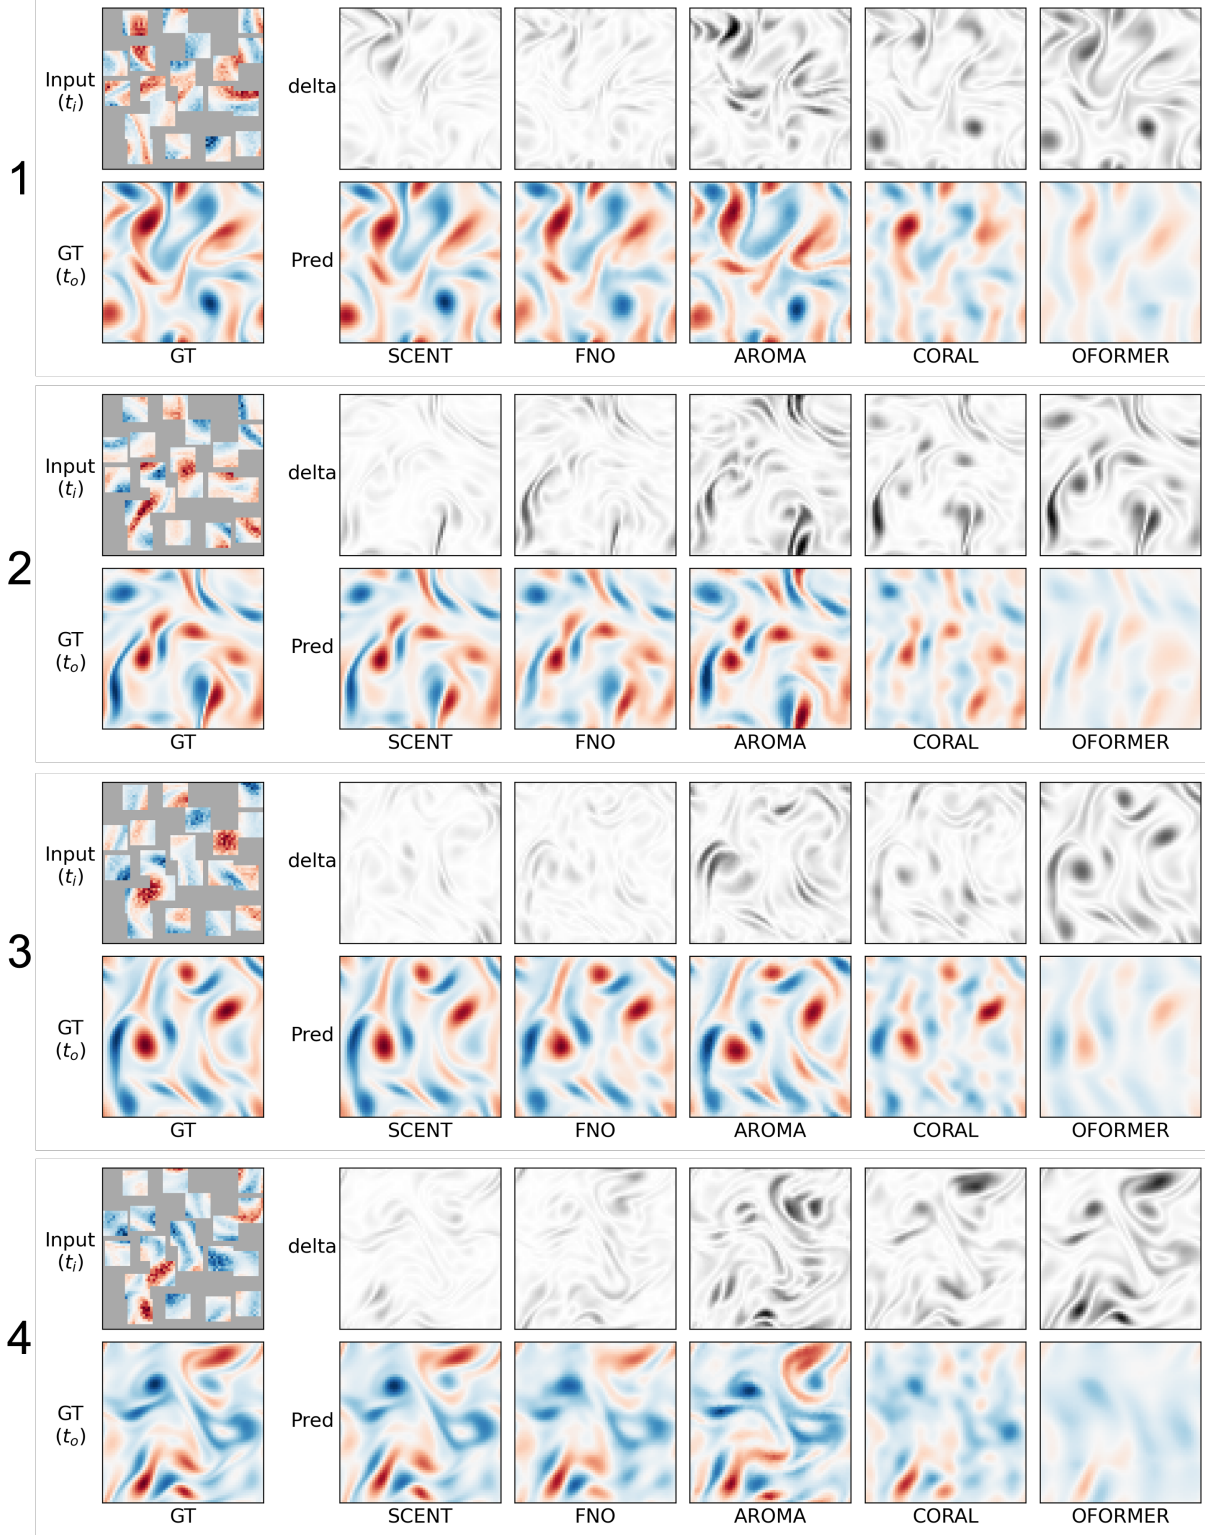 1
Input
(t_i)
delta
GT
(t_o)
Pred
GT
SCENT
FNO
AROMA
CORAL
OFORMER
2
Input
(t_i)
delta
GT
(t_o)
Pred
GT
SCENT
FNO
AROMA
CORAL
OFORMER
3
Input
(t_i)
delta
GT
(t_o)
Pred
GT
SCENT
FNO
AROMA
CORAL
OFORMER
4
Input
(t_i)
delta
GT
(t_o)
Pred
GT
SCENT
FNO
AROMA
CORAL
OFORMER